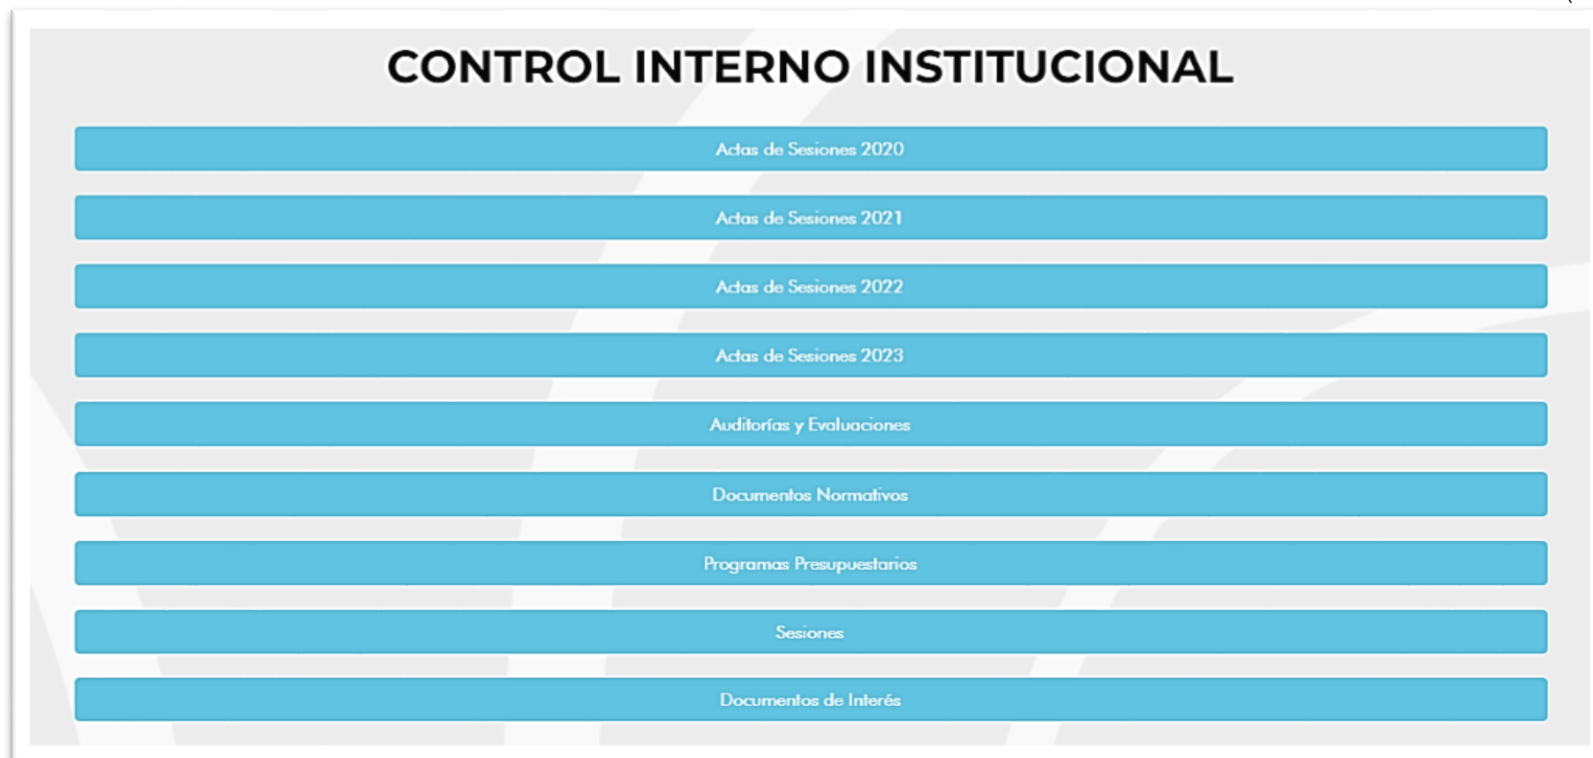 CONTROL INTERNO INSTITUCIONAL
Actas de Sesiones 2020
Actas de Sesiones 2021
Actas de Sesiones 2022
Actas de Sesiones 2023
Auditorías y Evaluaciones
Documentos Normativos
Programas Presupuestarios
Sesiones
Documentos de Interés